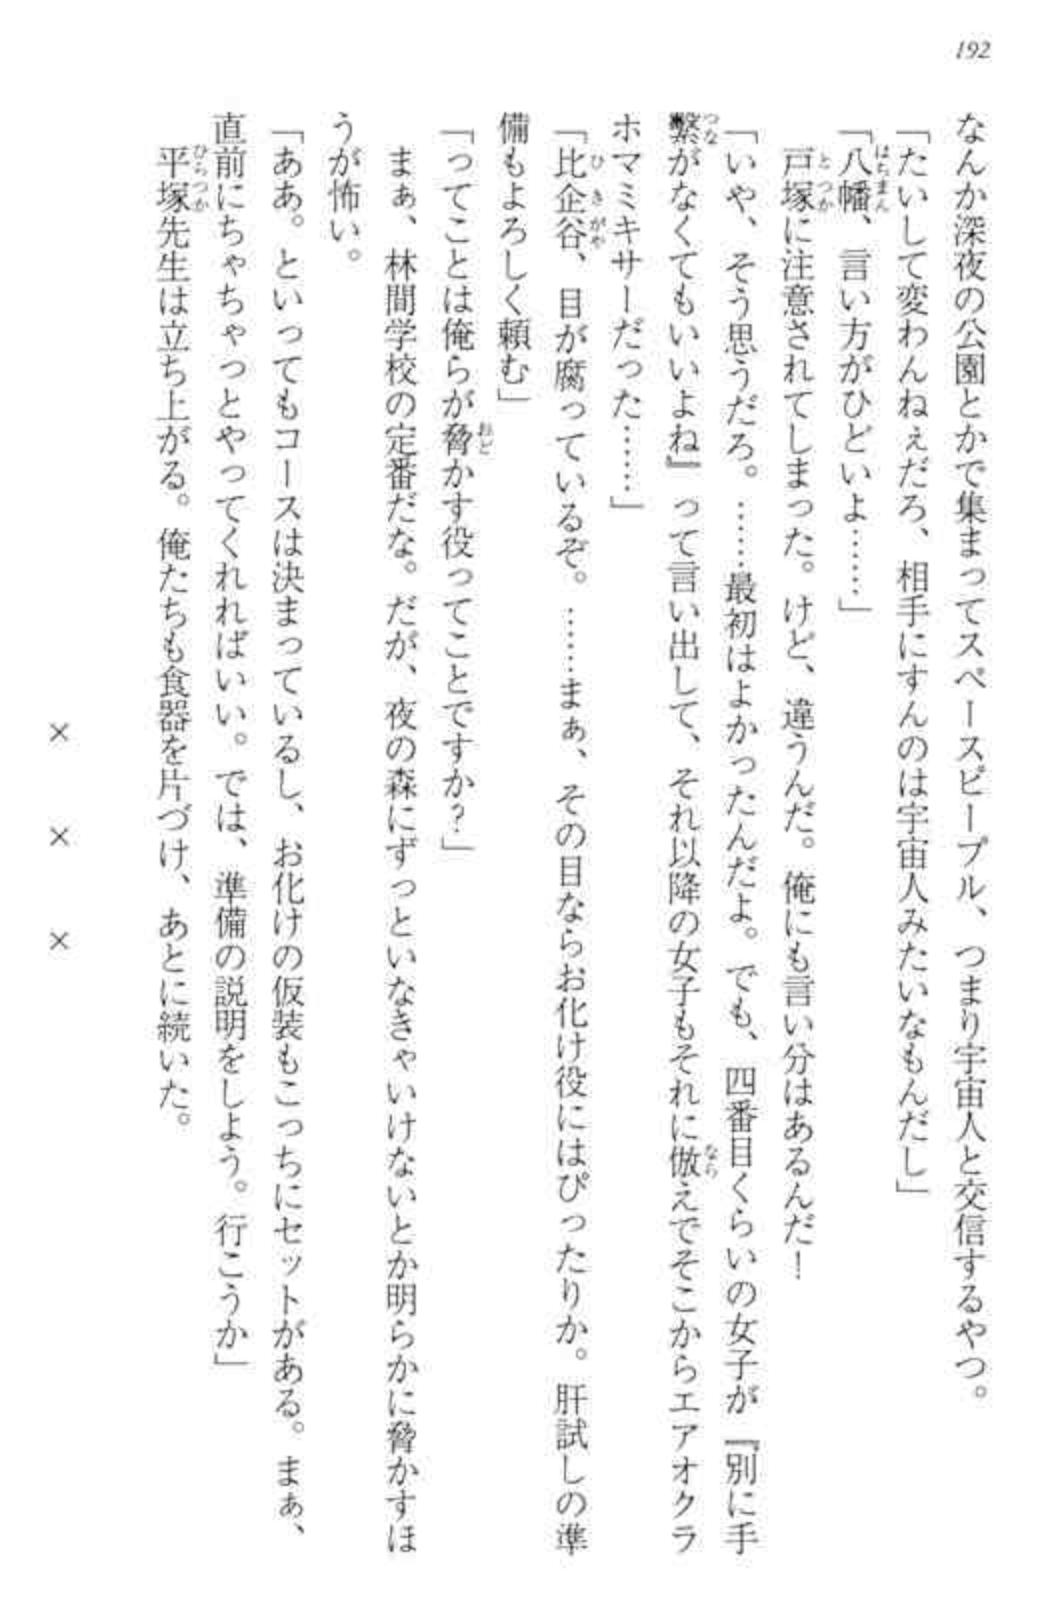 192
なんか深夜の公園とかで集まってスペースピープル、つまり宇宙人と交信するやつ。
「たいして変わんねぇだろ、相手にすんのは宇宙人みたいなもんだし」
「八幡、言い方がひどいよ……」
戸塚に注意されてしまった。けど、違うんだ。俺にも言い分はあるんだ！
「いや、そう思うだろ。……最初はよかったんだよ。でも、四番目くらいの女子が『別に手
繫がなくてもいいよね』って言い出して、それ以降の女子もそれに倣えでそこからエアオクラ
ホマミキサーだった……」
「比企谷、目が腐っているぞ。……まぁ、その目ならお化け役にはぴったりか。肝試しの準
備もよろしく頼む」
「ってことは俺らが脅かす役ってことですか？」
まぁ、林間学校の定番だな。だが、夜の森にずっといなきゃいけないとか明らかに脅かすほ
うが怖い。
「ああ。といってもコースは決まっているし、お化けの仮装もこっちにセットがある。まぁ、
直前にちゃちゃっとやってくれればいい。では、準備の説明をしよう。行こうか」
平塚先生は立ち上がる。俺たちも食器を片づけ、あとに続いた。
× × ×